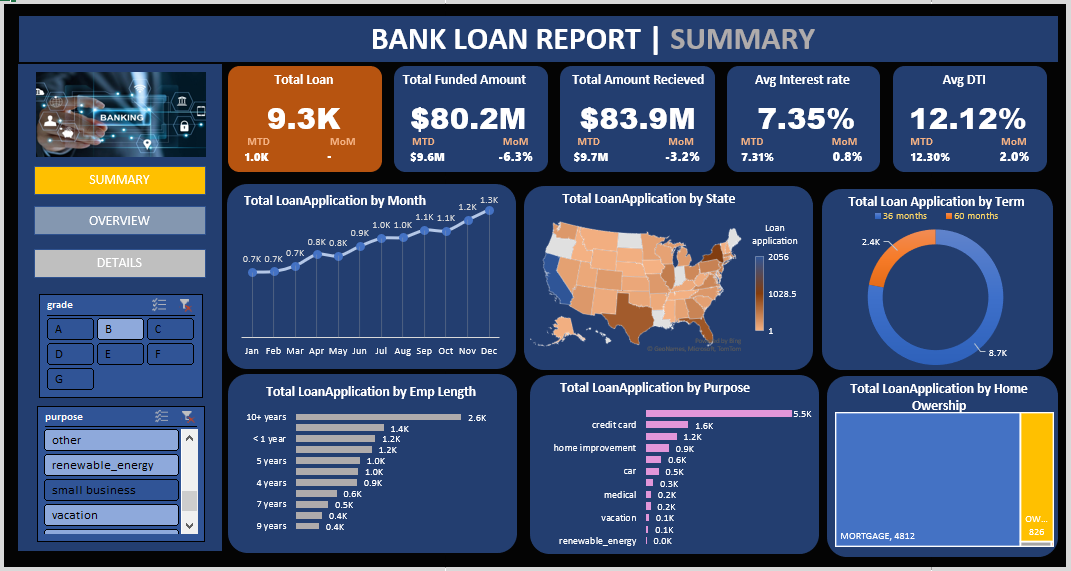 BANK LOAN REPORT | SUMMARY
BANKING
SUMMARY
OVERVIEW
DETAILS
grade
A
B
C
D
E
F
G
purpose
other
renewable_energy
small business
vacation
Total Loan
9.3K
MTD
MoM
1.0K
-
Total Funded Amount
$80.2M
MTD
MoM
$9.6M
-6.3%
Total Amount Recieved
$83.9M
MTD
MoM
$9.7M
-3.2%
Avg Interest rate
7.35%
MTD
MoM
7.31%
0.8%
Avg DTI
12.12%
MTD
MoM
12.30%
2.0%
Total LoanApplication by Month
0.7K
0.7K
0.7K
0.8K
0.8K
0.9K
1.0K
1.0K
1.1K
1.1K
1.2K
1.3K
Jan
Feb
Mar
Apr
May
Jun
Jul
Aug
Sep
Oct
Nov
Dec
Total LoanApplication by State
Loan
application
2056
1028.5
1
Powered by Bing
© GeoNames, Microsoft, TomTom
Total Loan Application by Term
36 months
60 months
2.4K
8.7K
Total LoanApplication by Emp Length
10+ years
2.6K
1.4K
< 1 year
1.2K
1.2K
5 years
1.0K
1.0K
4 years
0.9K
0.6K
7 years
0.5K
0.4K
9 years
0.4K
Total LoanApplication by Purpose
5.5K
credit card
1.6K
1.2K
home improvement
0.9K
0.6K
car
0.5K
0.3K
medical
0.2K
0.2K
vacation
0.1K
0.1K
renewable_energy
0.0K
Total LoanApplication by Home
Owership
MORTGAGE, 4812
OW...
826